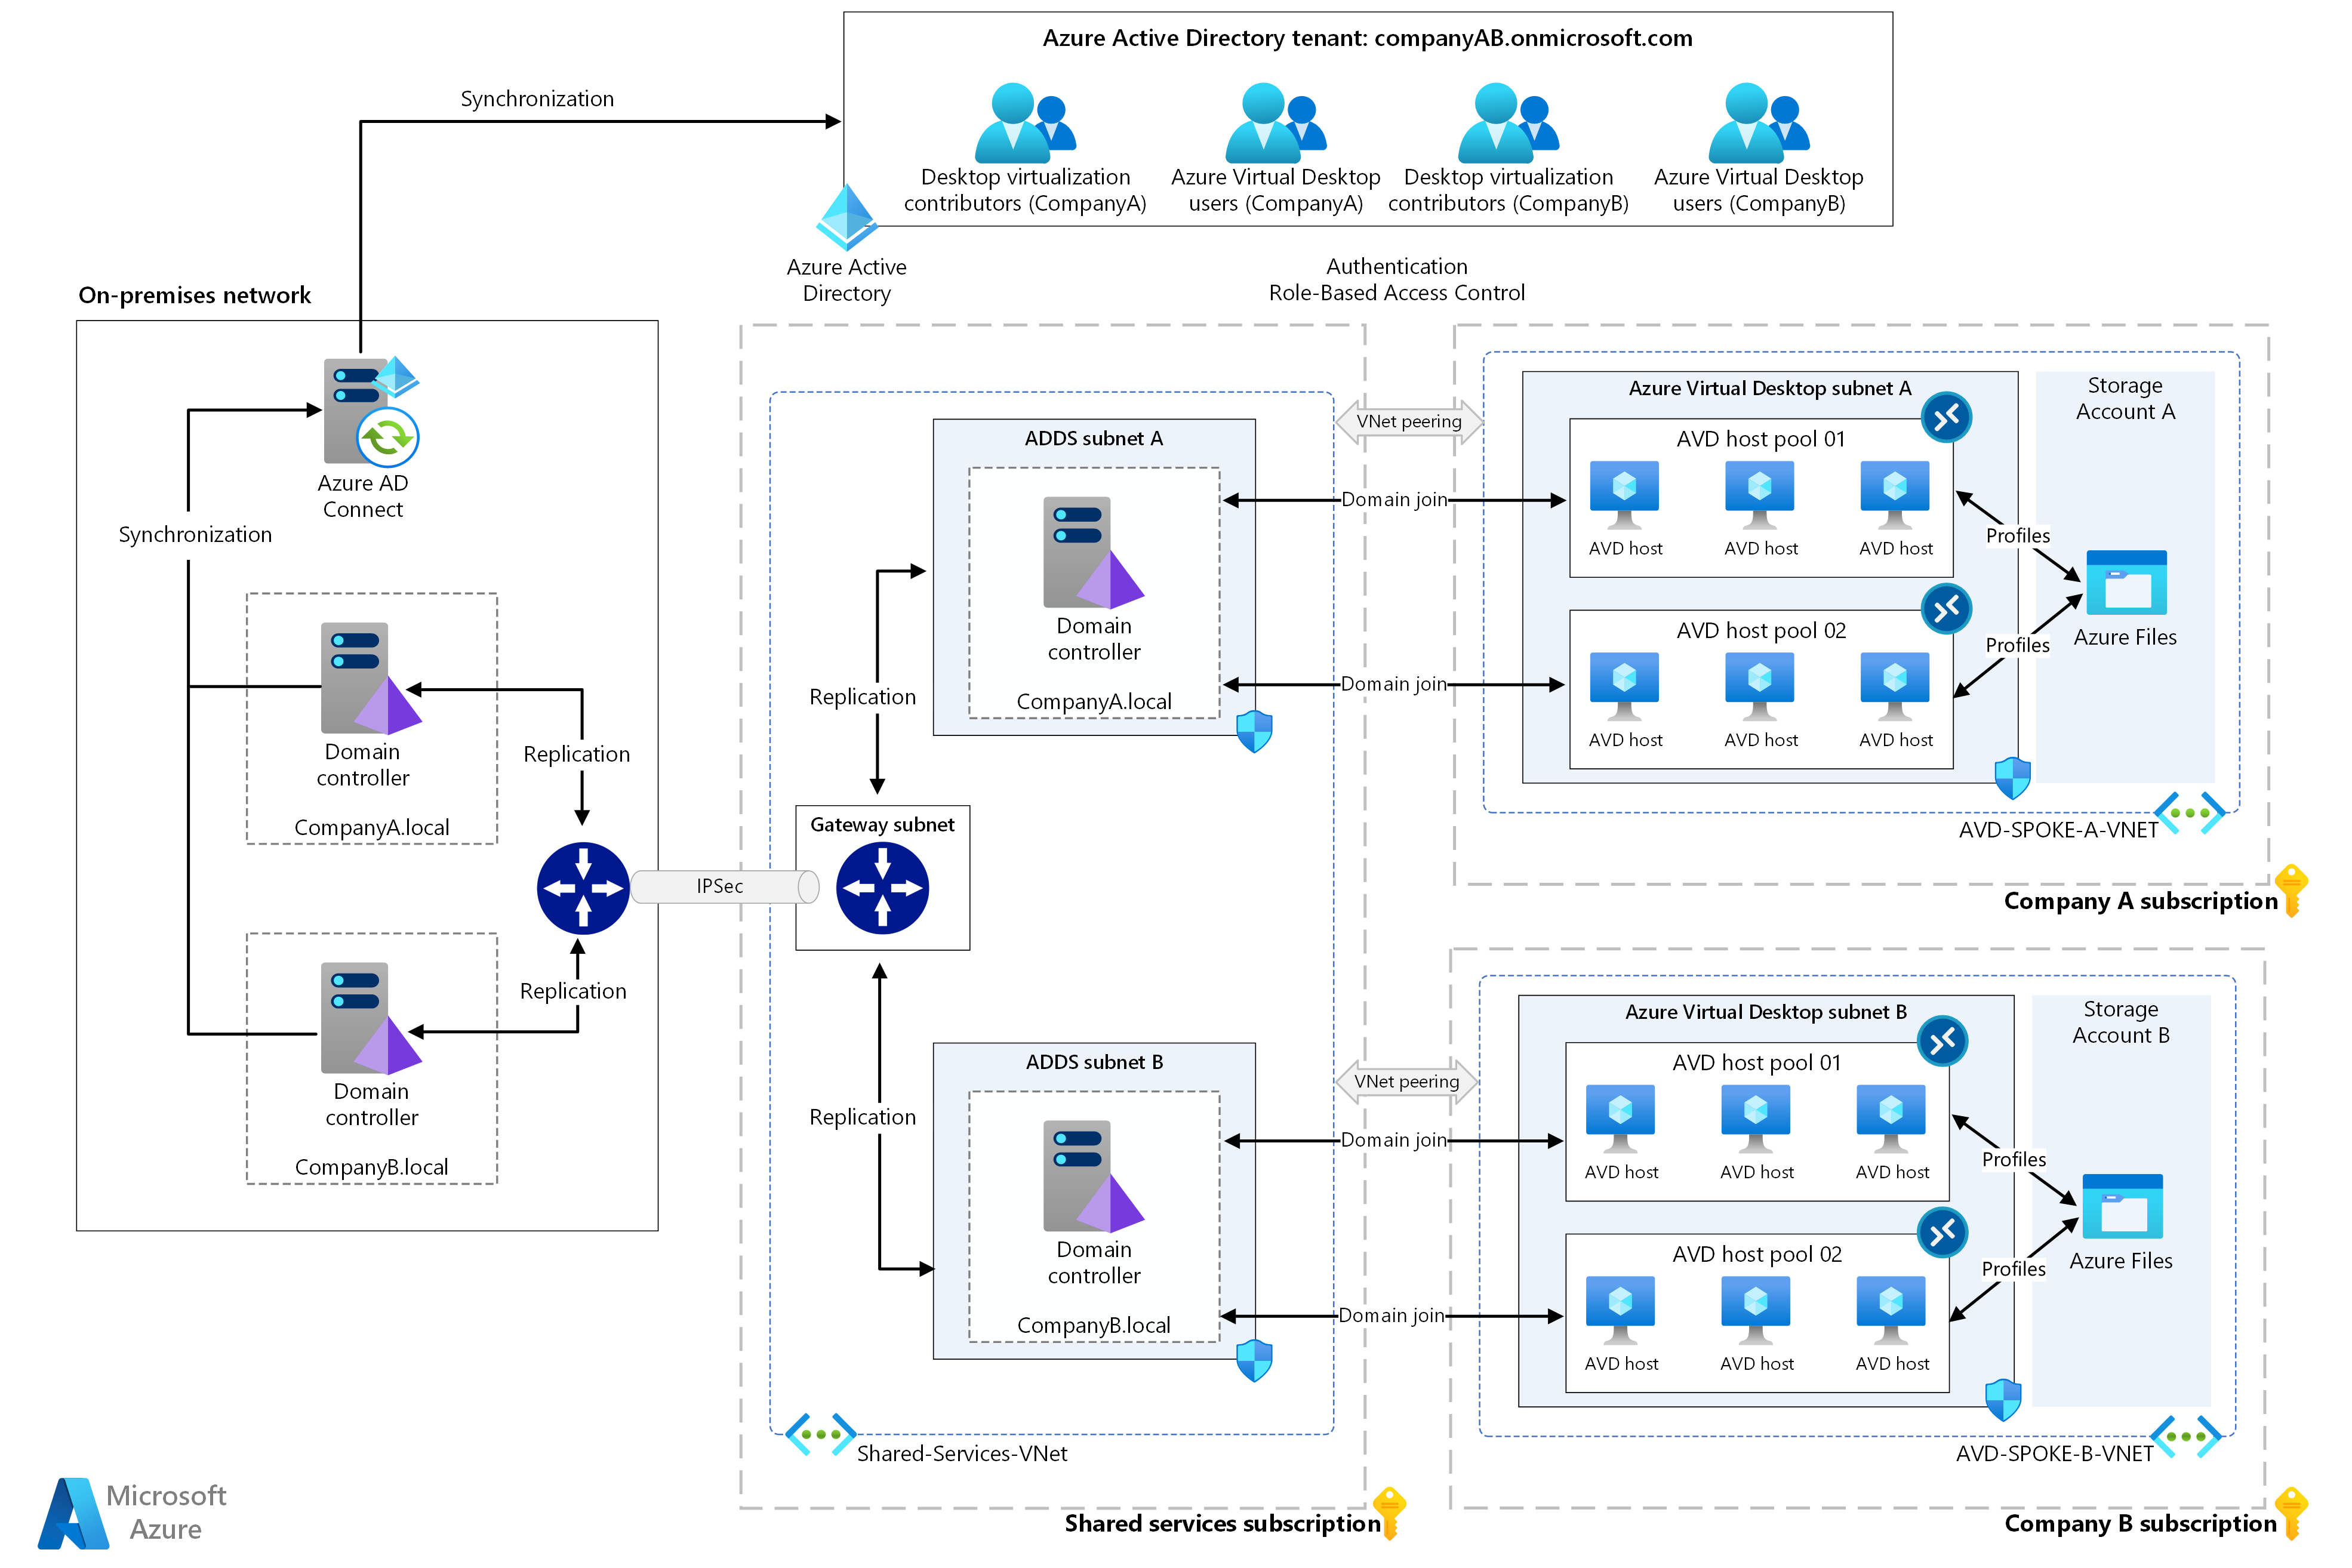 Azure Active Directory tenant: companyAB.onmicrosoft.com
Synchronization
Desktop virtualization
contributors (CompanyA)
Azure Virtual Desktop
users (CompanyA)
Desktop virtualization
contributors (CompanyB)
Azure Virtual Desktop
users (CompanyB)
Azure Active
Directory
Authentication
Role-Based Access Control
On-premises network
Azure AD
Connect
Synchronization
Domain
controller
CompanyA.local
Replication
Domain
controller
CompanyB.local
Replication
IPSec
ADDS subnet A
Domain
controller
CompanyA.local
Replication
Gateway subnet
Replication
ADDS subnet B
Domain
controller
CompanyB.local
Shared-Services-VNet
Shared services subscription
VNet peering
Domain join
Domain join
VNet peering
Domain join
Domain join
Azure Virtual Desktop subnet A
AVD host pool 01
AVD host
AVD host
AVD host
AVD host pool 02
AVD host
AVD host
AVD host
Storage
Account A
Profiles
Profiles
Azure Files
AVD-SPOKE-A-VNET
Company A subscription
Azure Virtual Desktop subnet B
AVD host pool 01
AVD host
AVD host
AVD host
AVD host pool 02
AVD host
AVD host
AVD host
Storage
Account B
Profiles
Profiles
Azure Files
AVD-SPOKE-B-VNET
Company B subscription
Microsoft
Azure